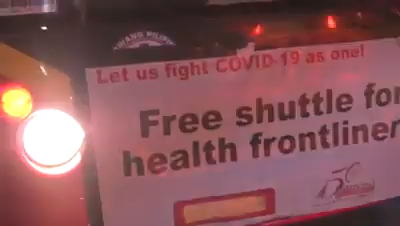 Let us fight COVID-19 as one!
Free shuttle for
health frontliner